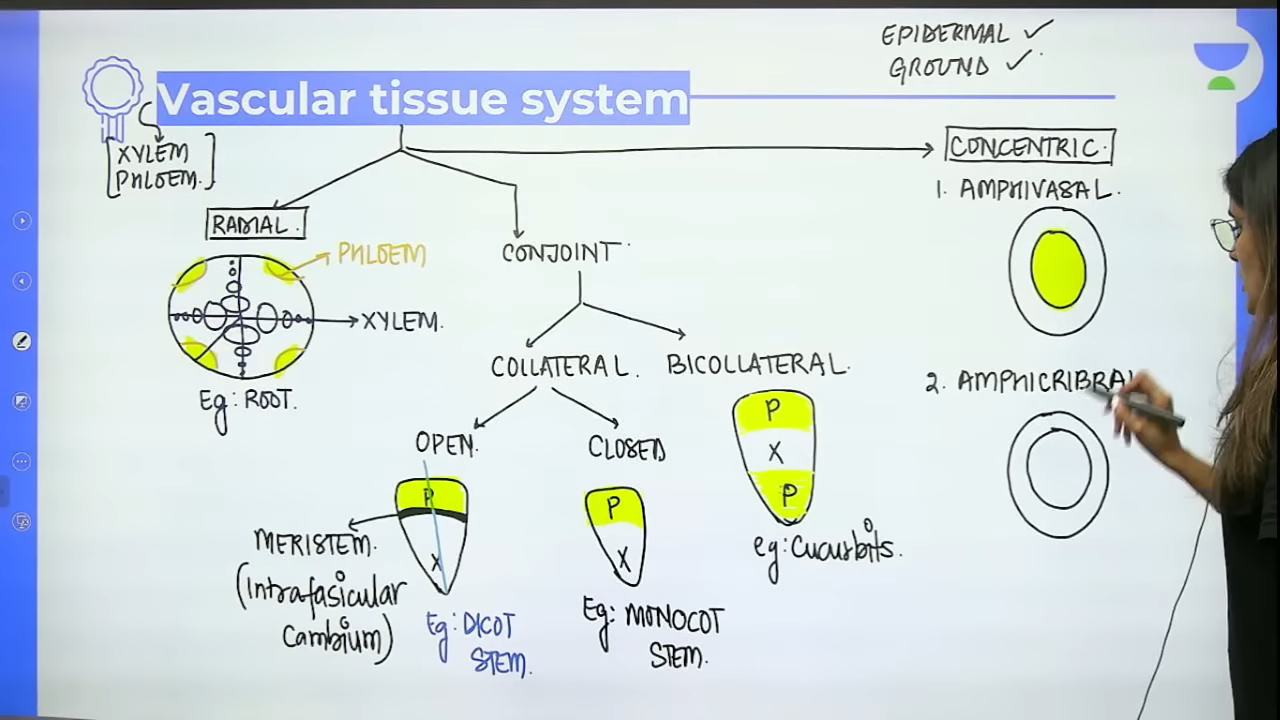 EPIDERMAL ✓
GROUND ✓
Vascular tissue system
[XYLEM
PHLOEM.]
CONCENTRIC.
1. AMPHIVASAL.
RADIAL.
PHLOEM
CONJOINT
XYLEM.
COLLATERAL.
BICOLLATERAL.
2. AMPHICRIBRAL
Eg: ROOT.
P
X
P
OPEN.
CLOSED
P
X
P
X
MERISTEM.
(Intrafasicular
Cambium)
eg: Cucurbits.
Eg: DICOT
STEM.
Eg: MONOCOT
STEM.